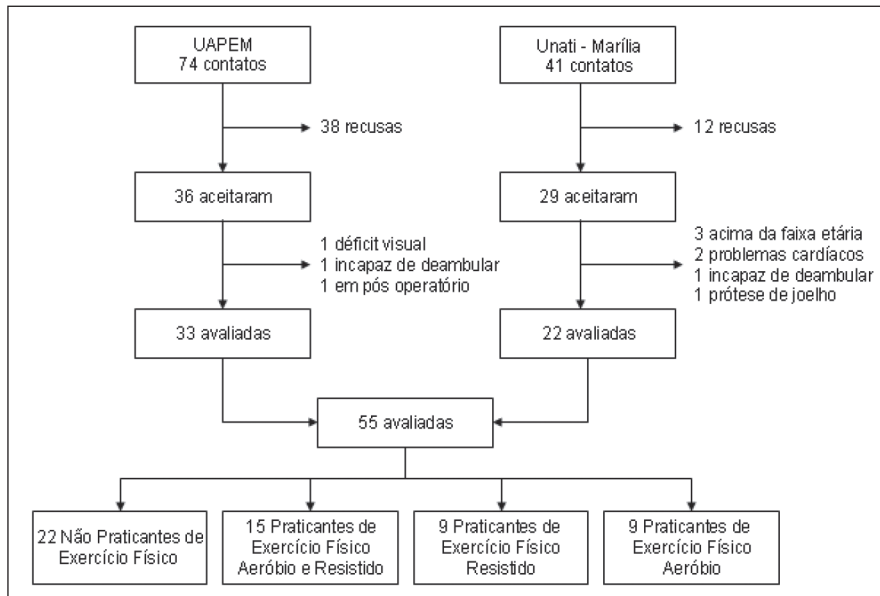 UAPEM
74 contatos
Unati - Marília
41 contatos
38 recusas
12 recusas
36 aceitaram
29 aceitaram
1 déficit visual
1 incapaz de deambular
1 em pós operatório
3 acima da faixa etária
2 problemas cardíacos
1 incapaz de deambular
1 prótese de joelho
33 avaliadas
22 avaliadas
55 avaliadas
22 Não Praticantes de
Exercício Físico
15 Praticantes de
Exercício Físico
Aeróbio e Resistido
9 Praticantes de
Exercício Físico
Resistido
9 Praticantes de
Exercício Físico
Aeróbio